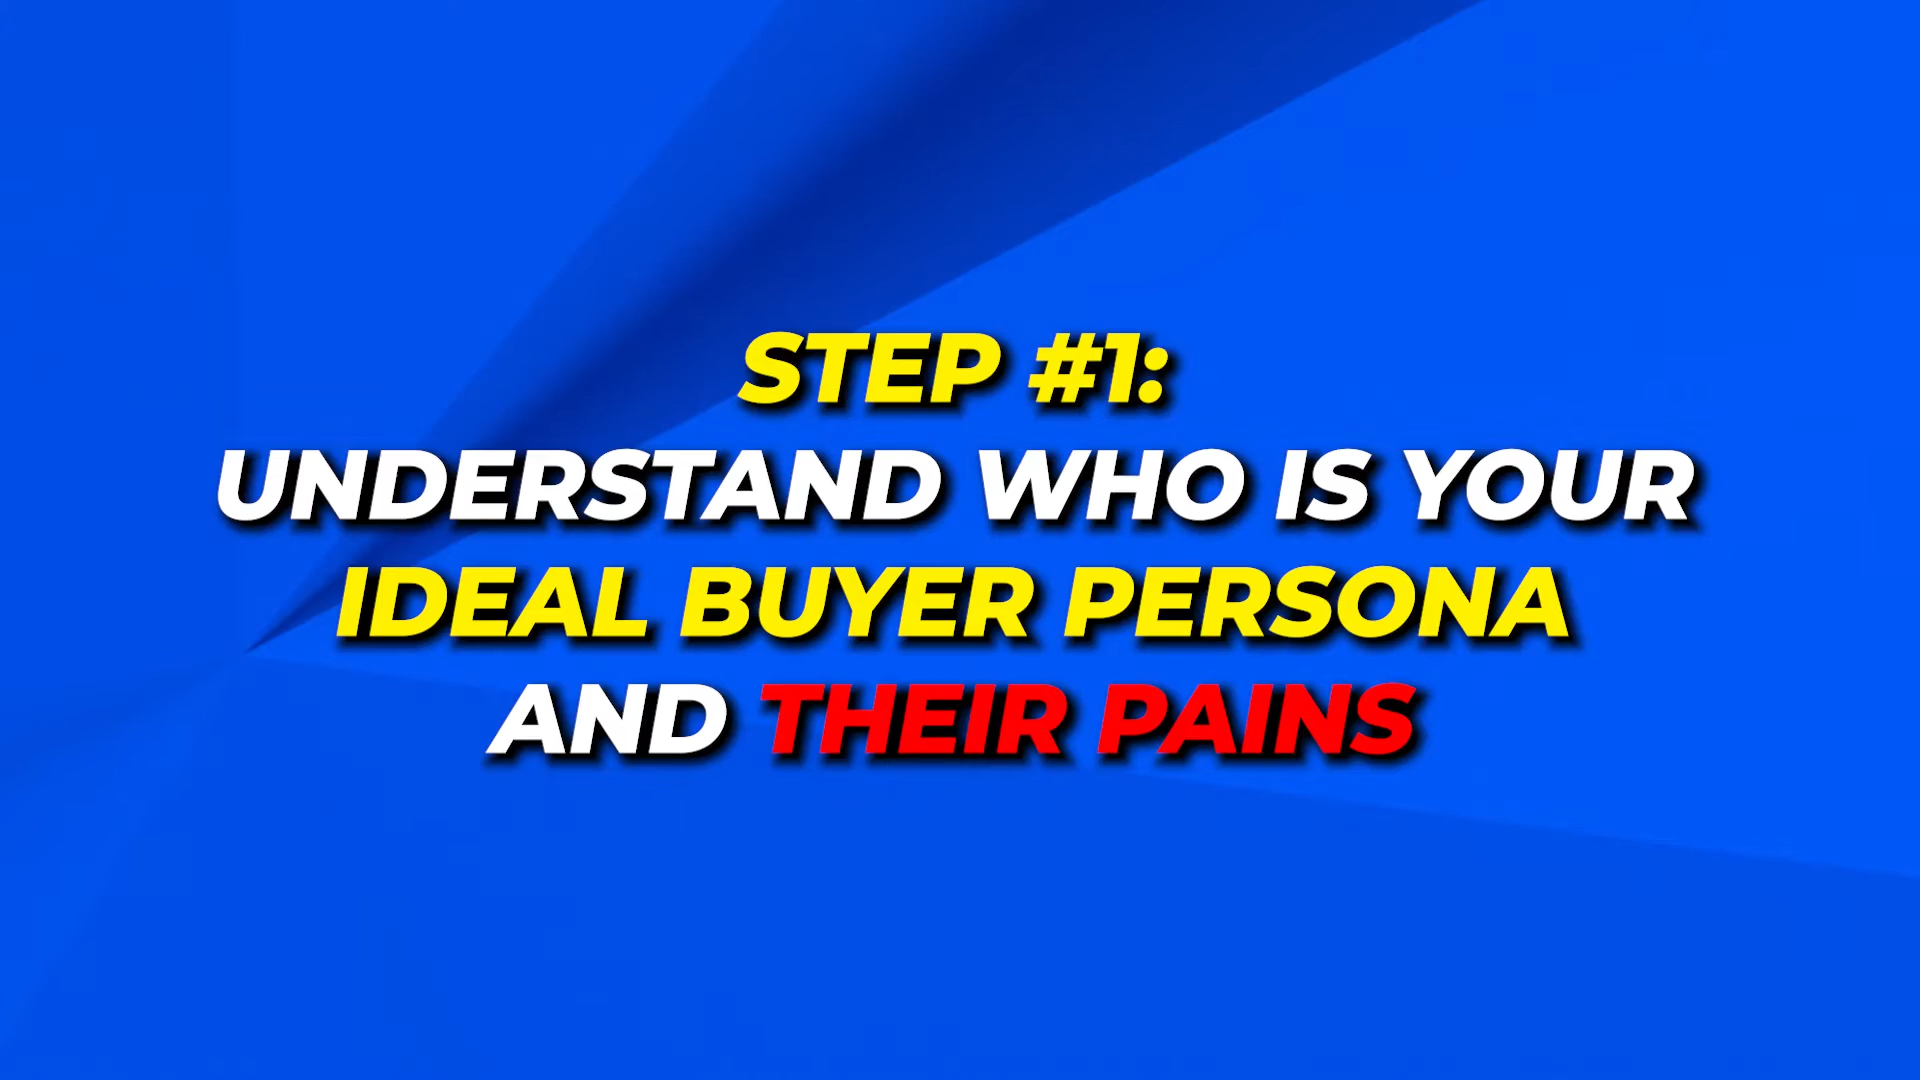 STEP #1:
UNDERSTAND WHO IS YOUR
IDEAL BUYER PERSONA
AND THEIR PAINS